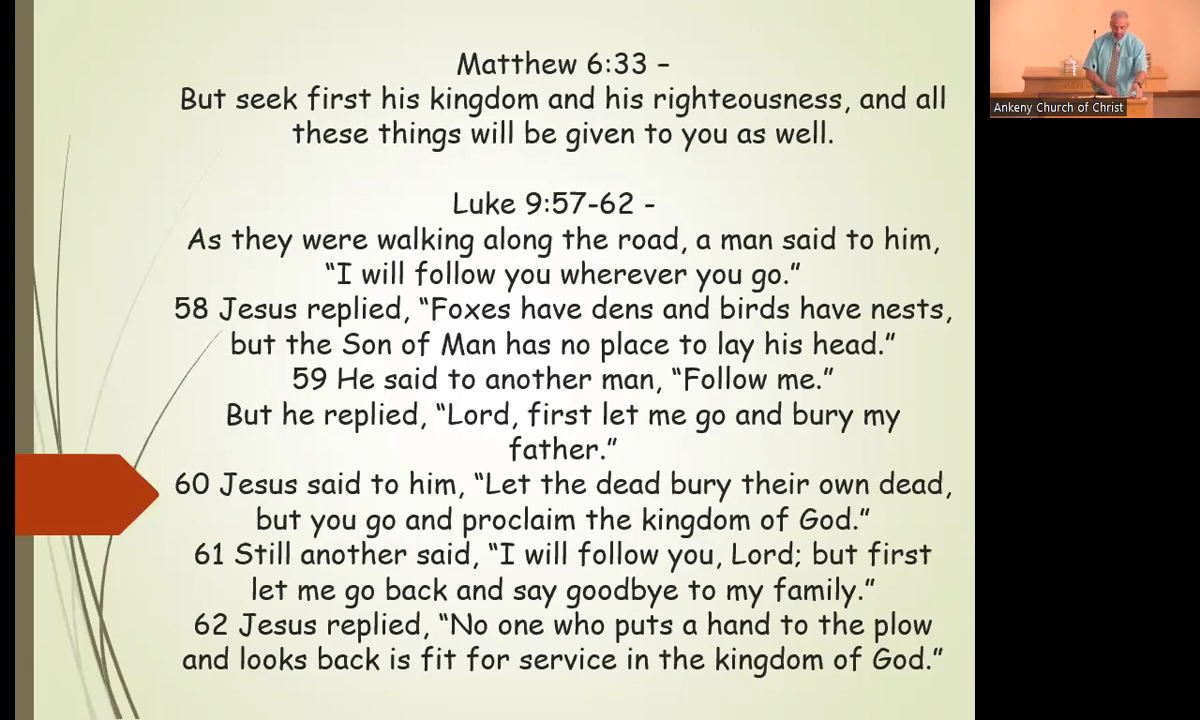 Matthew 6:33 –
But seek first his kingdom and his righteousness, and all
these things will be given to you as well.
Luke 9:57-62 -
As they were walking along the road, a man said to him,
“I will follow you wherever you go.”
58 Jesus replied, “Foxes have dens and birds have nests,
but the Son of Man has no place to lay his head.”
59 He said to another man, “Follow me.”
But he replied, “Lord, first let me go and bury my
father.”
60 Jesus said to him, “Let the dead bury their own dead,
but you go and proclaim the kingdom of God.”
61 Still another said, “I will follow you, Lord; but first
let me go back and say goodbye to my family.”
62 Jesus replied, “No one who puts a hand to the plow
and looks back is fit for service in the kingdom of God.”
Ankeny Church of Christ